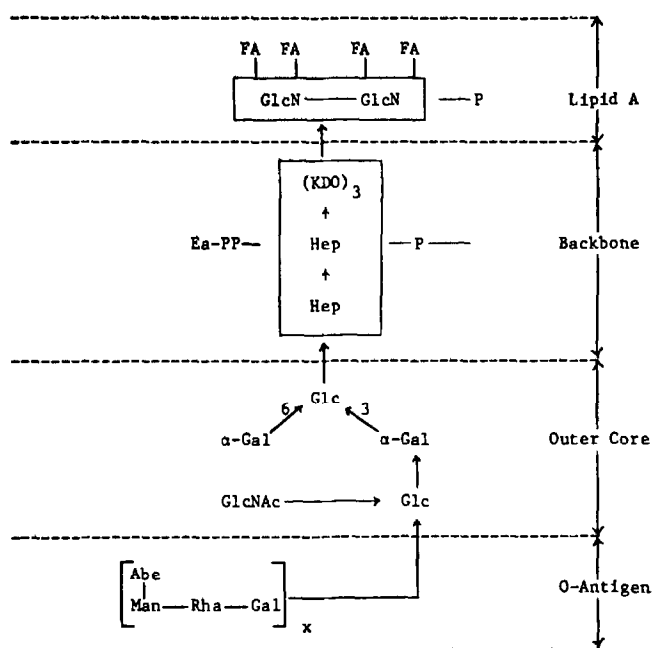 FA FA FA FA
GlcN GlcN P Lipid A
(KDO)3
Ea-PP Hep P Backbone
Hep
Glc
6 3
α-Gal α-Gal Outer Core
GlcNAc Glc
Abe O-Antigen
Man Rha Gal
x